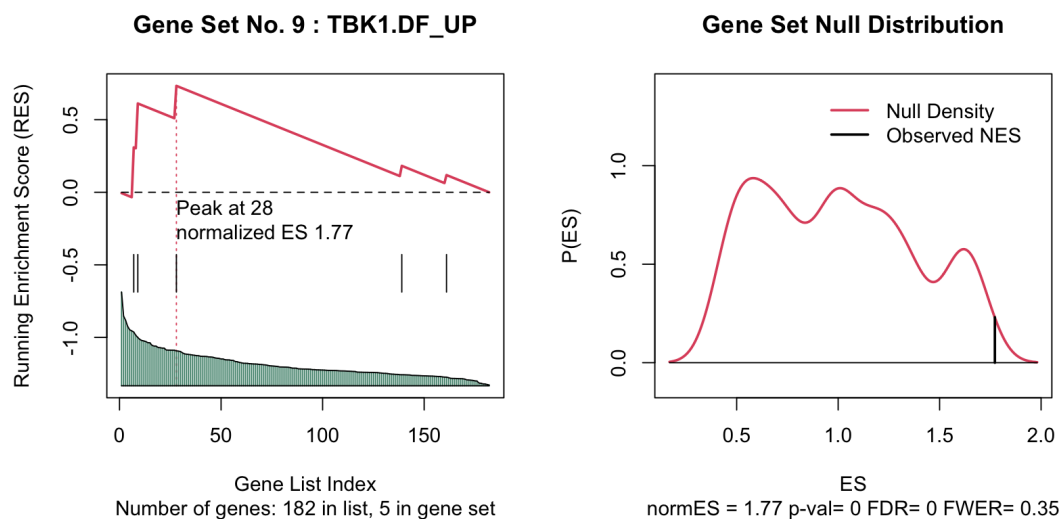 Gene Set No. 9 : TBK1.DF_UP
Running Enrichment Score (RES)
0.5
0.0
-0.5
-1.0
Peak at 28
normalized ES 1.77
0
50
100
150
Gene List Index
Number of genes: 182 in list, 5 in gene set
Gene Set Null Distribution
P(ES)
1.0
0.5
0.0
Null Density
Observed NES
0.5
1.0
1.5
2.0
ES
normES = 1.77 p-val= 0 FDR= 0 FWER= 0.35